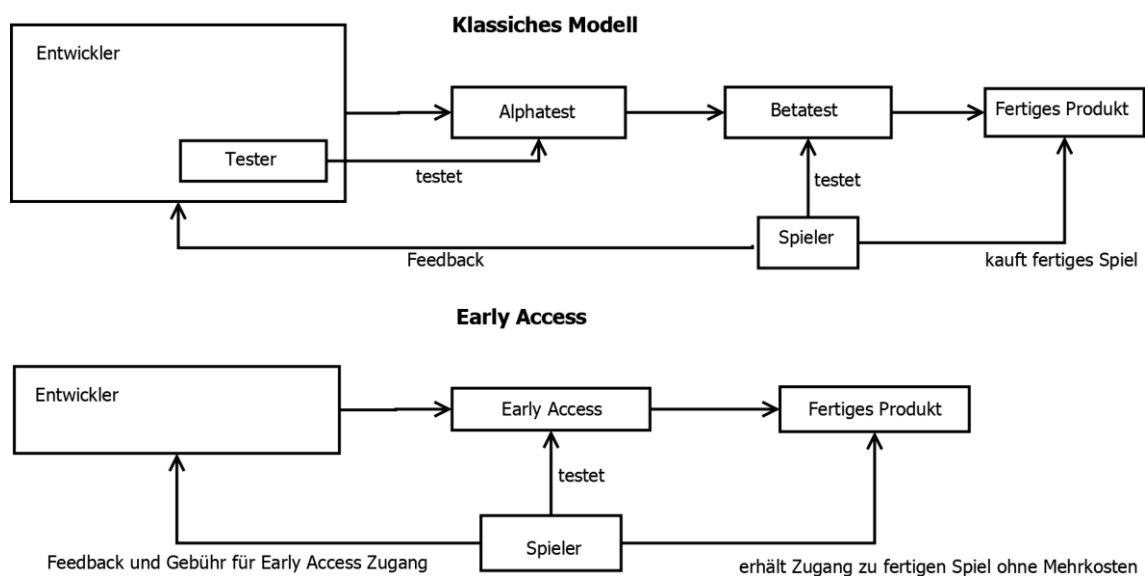 Klassiches Modell
Entwickler
Alphatest
Betatest
Fertiges Produkt
Tester
testet
testet
Spieler
Feedback
kauft fertiges Spiel
Early Access
Entwickler
Early Access
Fertiges Produkt
testet
Spieler
Feedback und Gebühr für Early Access Zugang
erhält Zugang zu fertigen Spiel ohne Mehrkosten